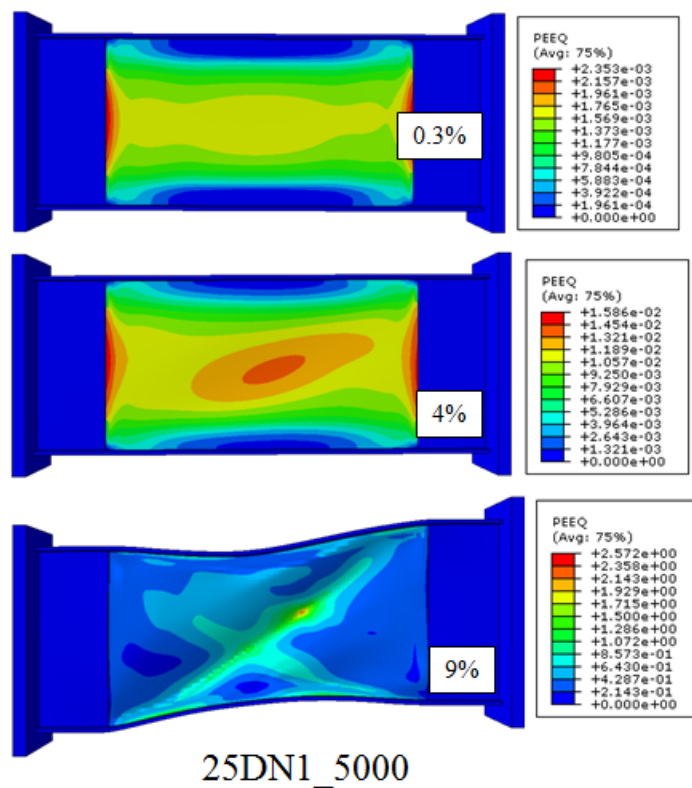 PEEQ
(Avg: 75%)
+2.353e-03
+2.157e-03
+1.961e-03
+1.765e-03
+1.569e-03
+1.373e-03
+1.177e-03
+9.805e-04
+7.844e-04
+5.883e-04
+3.922e-04
+1.961e-04
+0.000e+00
0.3%
PEEQ
(Avg: 75%)
+1.586e-02
+1.454e-02
+1.321e-02
+1.189e-02
+1.057e-02
+9.250e-03
+7.929e-03
+6.607e-03
+5.286e-03
+3.964e-03
+2.643e-03
+1.321e-03
+0.000e+00
4%
PEEQ
(Avg: 75%)
+2.572e+00
+2.358e+00
+2.143e+00
+1.929e+00
+1.715e+00
+1.500e+00
+1.286e+00
+1.072e+00
+8.573e-01
+6.430e-01
+4.287e-01
+2.143e-01
+0.000e+00
9%
25DN1_5000